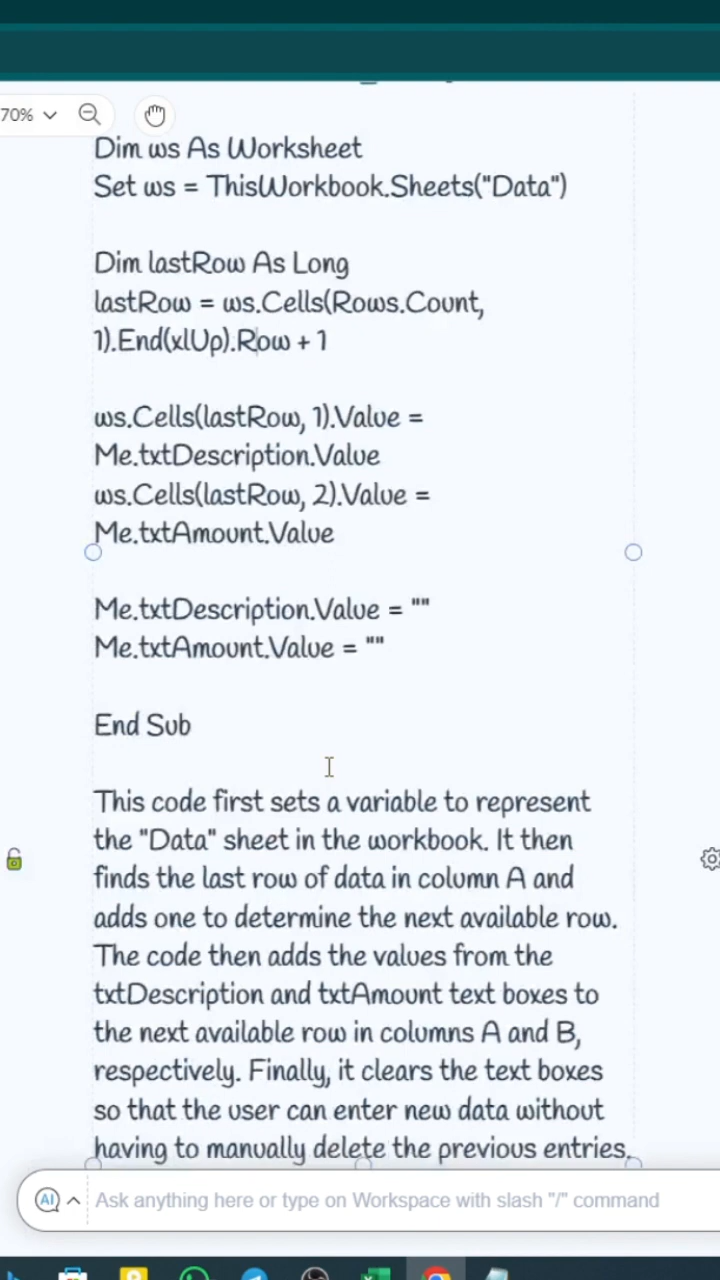 70%
Dim ws As Worksheet
Set ws = ThisWorkbook.Sheets("Data")
Dim lastRow As Long
lastRow = ws.Cells(Rows.Count,
1).End(xlUp).Row + 1
ws.Cells(lastRow, 1).Value =
Me.txtDescription.Value
ws.Cells(lastRow, 2).Value =
Me.txtAmount.Value
Me.txtDescription.Value = ""
Me.txtAmount.Value = ""
End Sub
This code first sets a variable to represent
the "Data" sheet in the workbook. It then
finds the last row of data in column A and
adds one to determine the next available row.
The code then adds the values from the
txtDescription and txtAmount text boxes to
the next available row in columns A and B,
respectively. Finally, it clears the text boxes
so that the user can enter new data without
having to manually delete the previous entries.
AI
Ask anything here or type on Workspace with slash "/" command